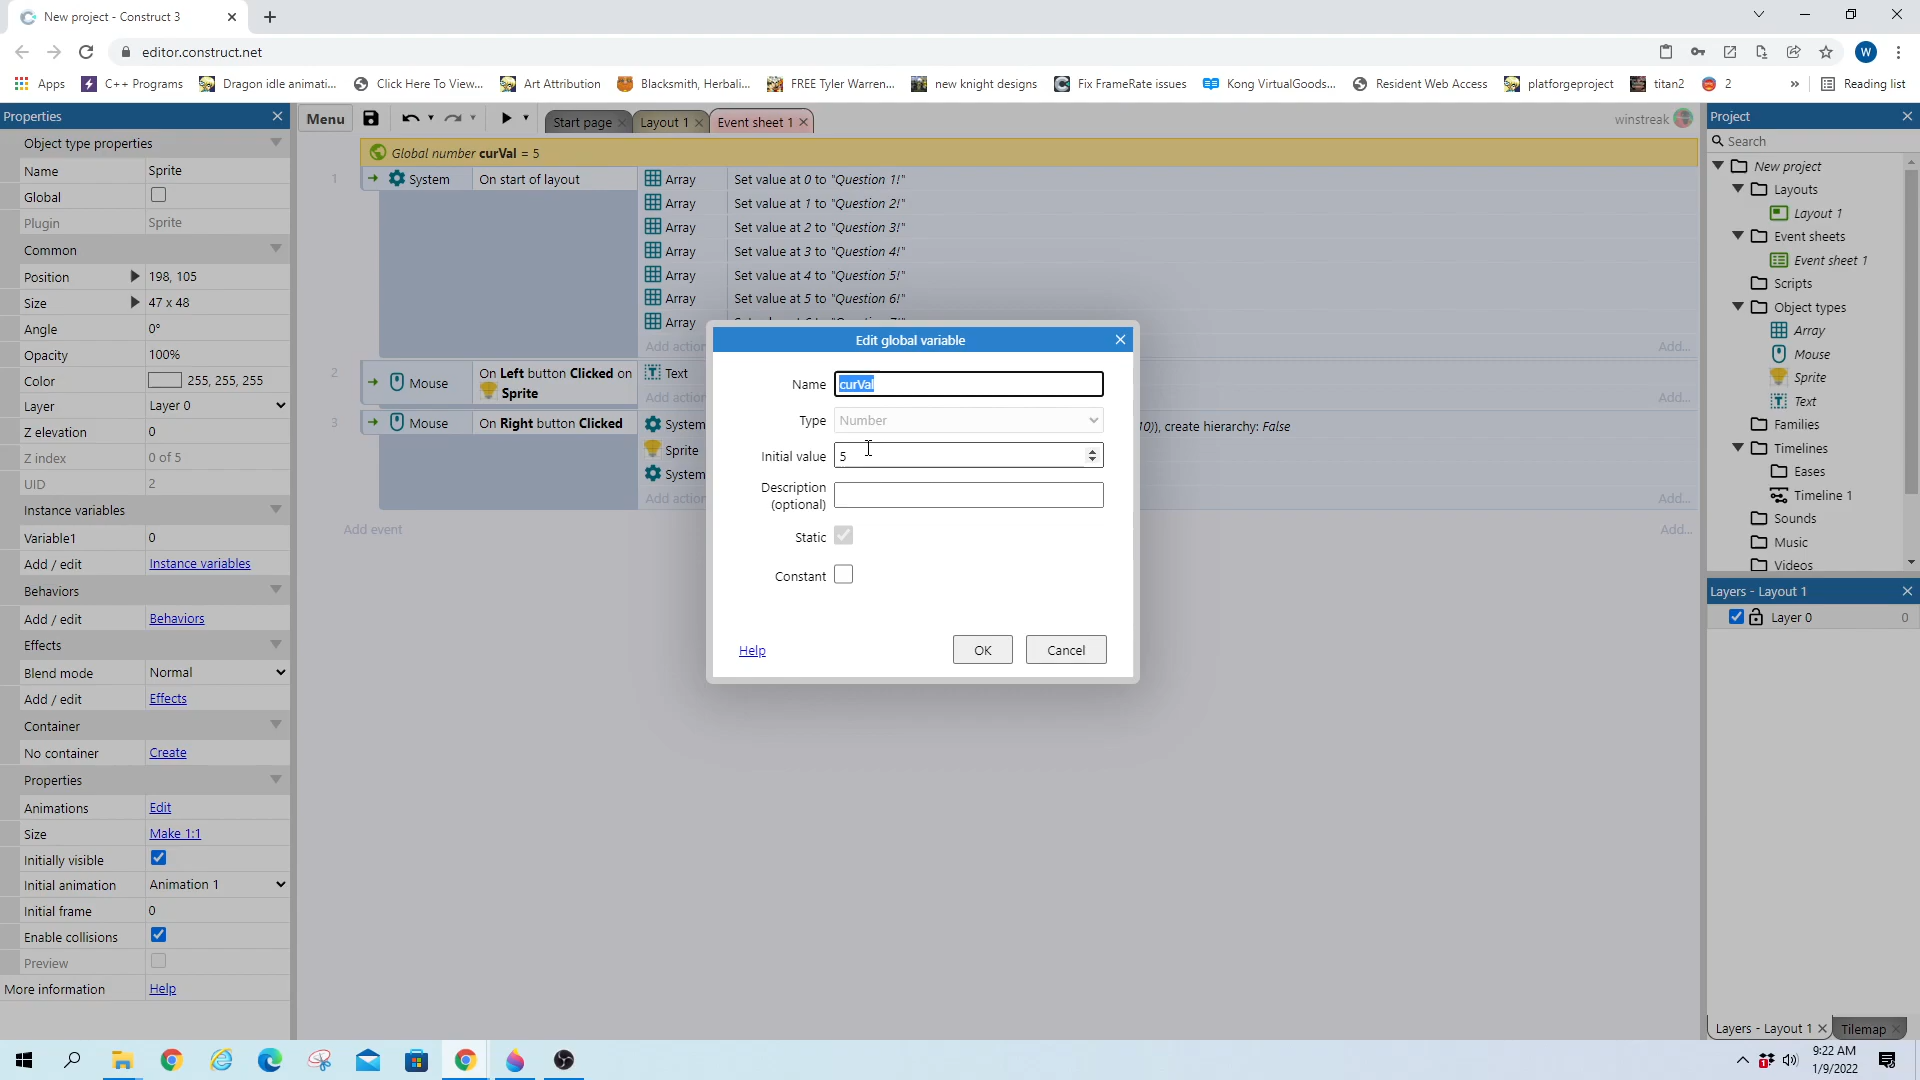 New project - Construct 3
editor.construct.net
W
Apps
C++ Programs
Dragon idle animati...
Click Here To View...
Art Attribution
Blacksmith, Herbali...
FREE Tyler Warren...
new knight designs
Fix FrameRate issues
Kong VirtualGoods...
Resident Web Access
platforgeproject
titan2
2
»
Reading list
Properties
Object type properties
Name Sprite
Global
Plugin Sprite
Common
Position 198, 105
Size 47 x 48
Angle 0°
Opacity 100%
Color 255, 255, 255
Layer Layer 0
Z elevation 0
Z index 0 of 5
UID 2
Instance variables
Variable1 0
Add / edit Instance variables
Behaviors
Add / edit Behaviors
Effects
Blend mode Normal
Add / edit Effects
Container
No container Create
Properties
Animations Edit
Size Make 1:1
Initially visible
Initial animation Animation 1
Initial frame 0
Enable collisions
Preview
More information Help
Menu
Start page
Layout 1
Event sheet 1
winstreak
Global number curVal = 5
1 System On start of layout
Array Set value at 0 to "Question 1!"
Array Set value at 1 to "Question 2!"
Array Set value at 2 to "Question 3!"
Array Set value at 3 to "Question 4!"
Array Set value at 4 to "Question 5!"
Array Set value at 5 to "Question 6!"
Array
Add action
Add...
2 Mouse On Left button Clicked on Sprite
Text
Add action
Add...
3 Mouse On Right button Clicked
System
10)), create hierarchy: False
Sprite
System
Add action
Add...
Add event
Add...
Edit global variable
Name curVal
Type Number
Initial value 5
Description (optional)
Static
Constant
Help
OK
Cancel
Project
Search
New project
Layouts
Layout 1
Event sheets
Event sheet 1
Scripts
Object types
Array
Mouse
Sprite
Text
Families
Timelines
Eases
Timeline 1
Sounds
Music
Videos
Layers - Layout 1
Layer 0 0
Layers - Layout 1
Tilemap
9:22 AM
1/9/2022